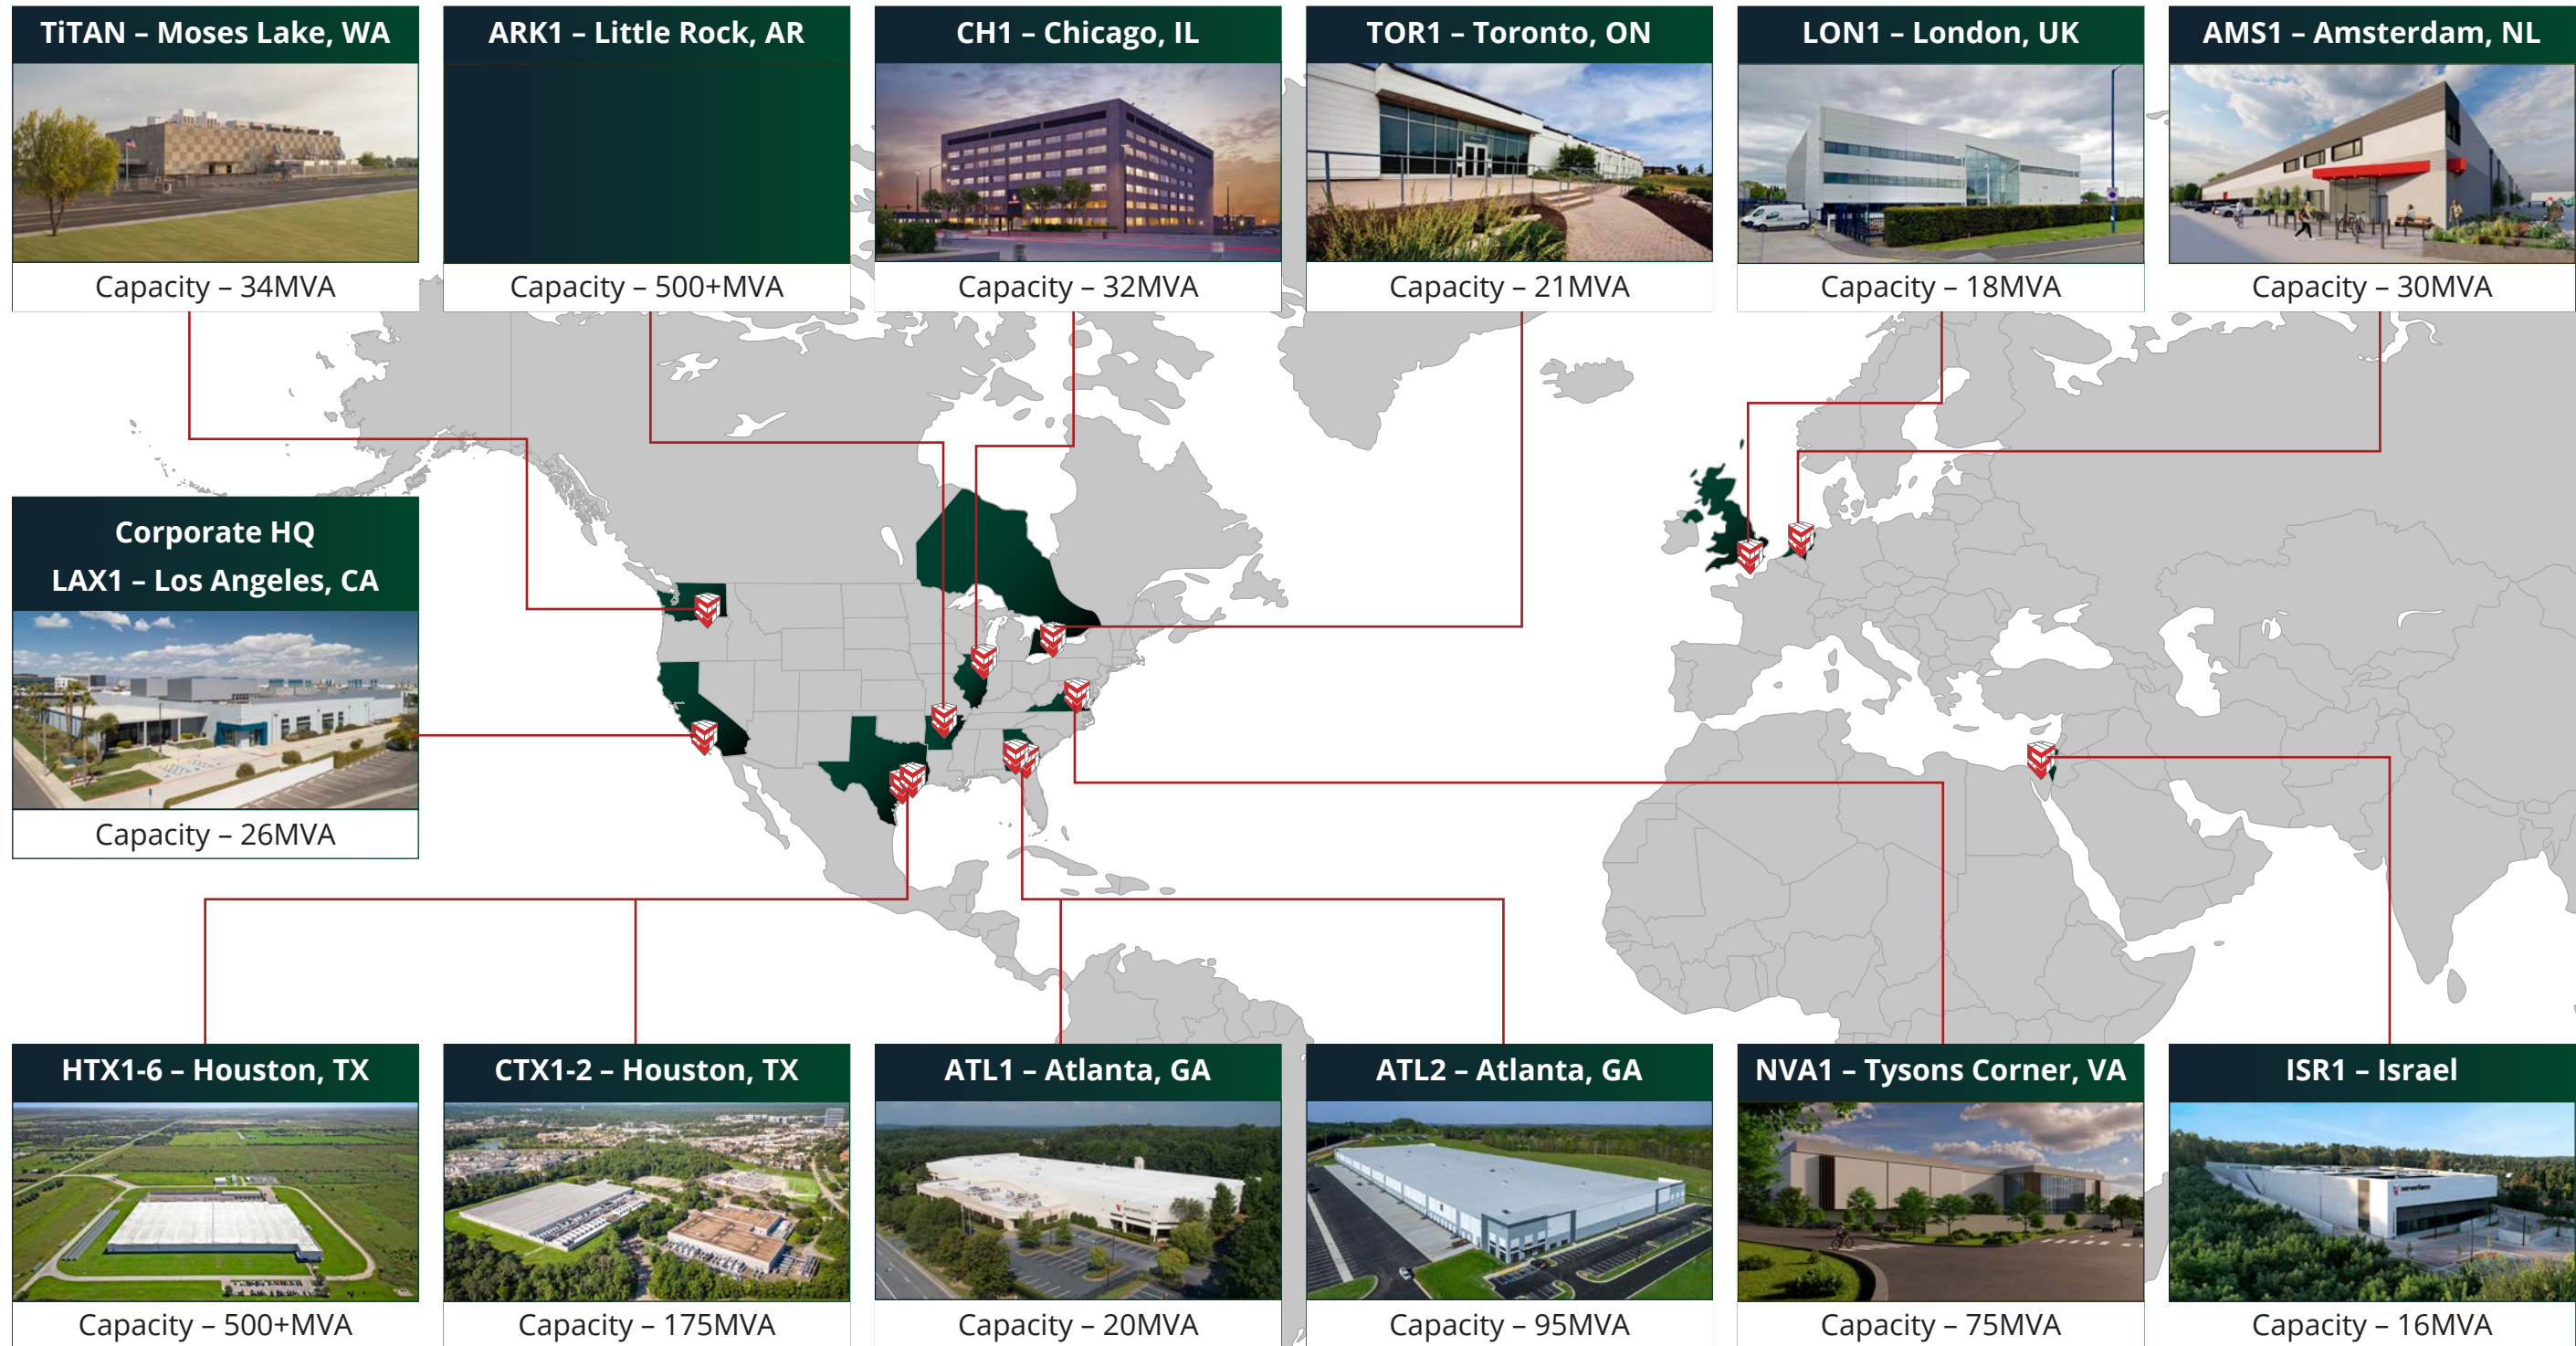 TiTAN – Moses Lake, WA
Capacity – 34MVA
ARK1 – Little Rock, AR
Capacity – 500+MVA
CH1 – Chicago, IL
Capacity – 32MVA
TOR1 – Toronto, ON
Capacity – 21MVA
LON1 – London, UK
Capacity – 18MVA
AMS1 – Amsterdam, NL
Capacity – 30MVA
Corporate HQ
LAX1 – Los Angeles, CA
Capacity – 26MVA
HTX1-6 – Houston, TX
Capacity – 500+MVA
CTX1-2 – Houston, TX
Capacity – 175MVA
ATL1 – Atlanta, GA
serverfarm
Capacity – 20MVA
ATL2 – Atlanta, GA
Capacity – 95MVA
NVA1 – Tysons Corner, VA
Capacity – 75MVA
ISR1 – Israel
serverfarm
Capacity – 16MVA